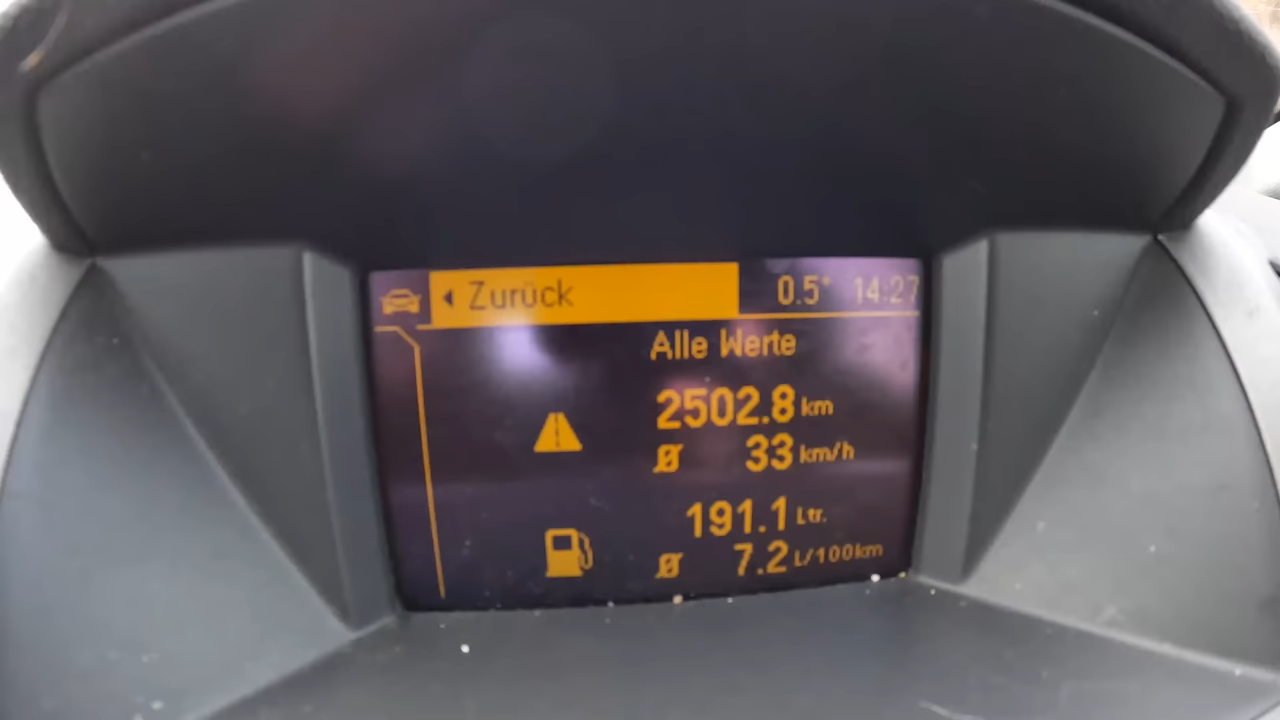 Zurück 0.5° 14:27
Alle Werte
2502.8 km
Ø 33 km/h
191.1 Ltr.
Ø 7.2 L/100km